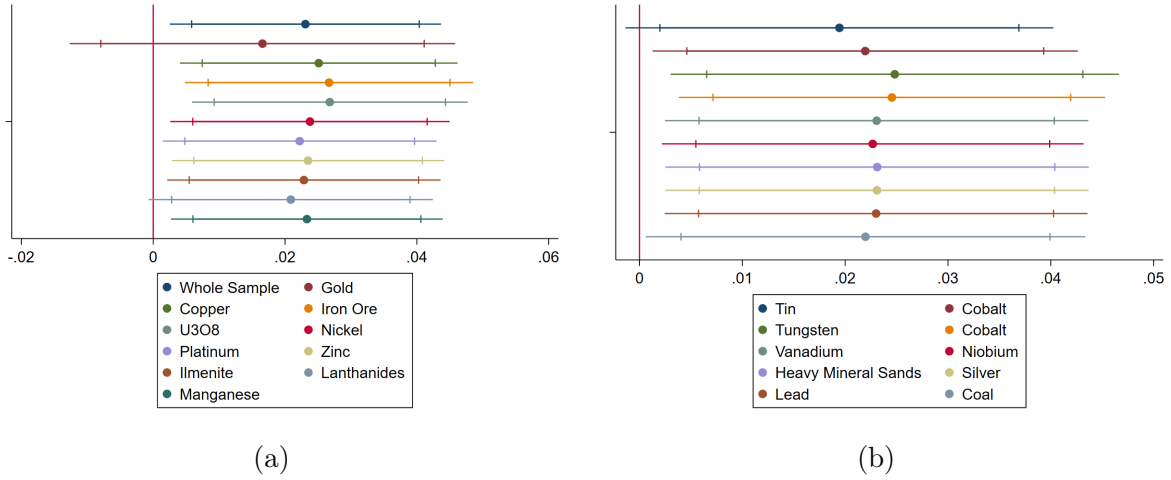 -.02 0 .02 .04 .06
Whole Sample Gold
Copper Iron Ore
U3O8 Nickel
Platinum Zinc
Ilmenite Lanthanides
Manganese
(a)
0 .01 .02 .03 .04 .05
Tin Cobalt
Tungsten Cobalt
Vanadium Niobium
Heavy Mineral Sands Silver
Lead Coal
(b)